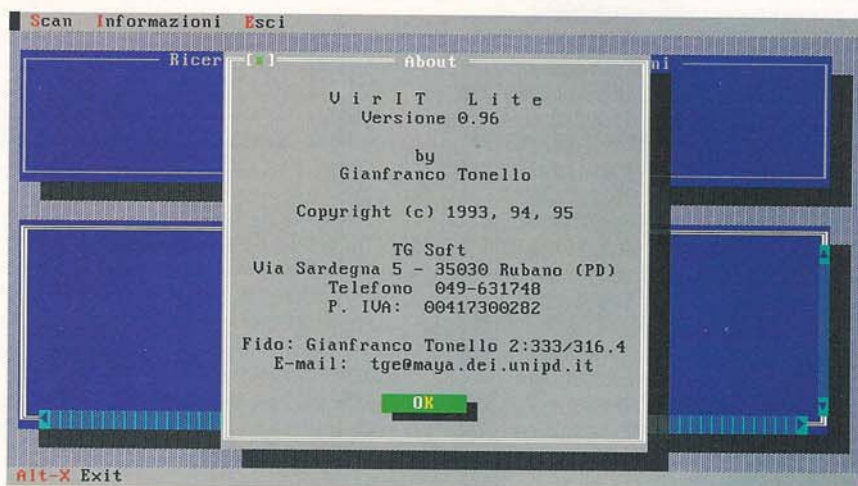 Scan Informazioni Esci
Ricer
About
ni
VirIT Lite
Versione 0.96
by
Gianfranco Tonello
Copyright (c) 1993, 94, 95
TG Soft
Via Sardegna 5 - 35030 Rubano (PD)
Telefono 049-631748
P. IVA: 00417300282
Fido: Gianfranco Tonello 2:333/316.4
E-mail: tge@maya.dei.unipd.it
OK
Alt-X Exit